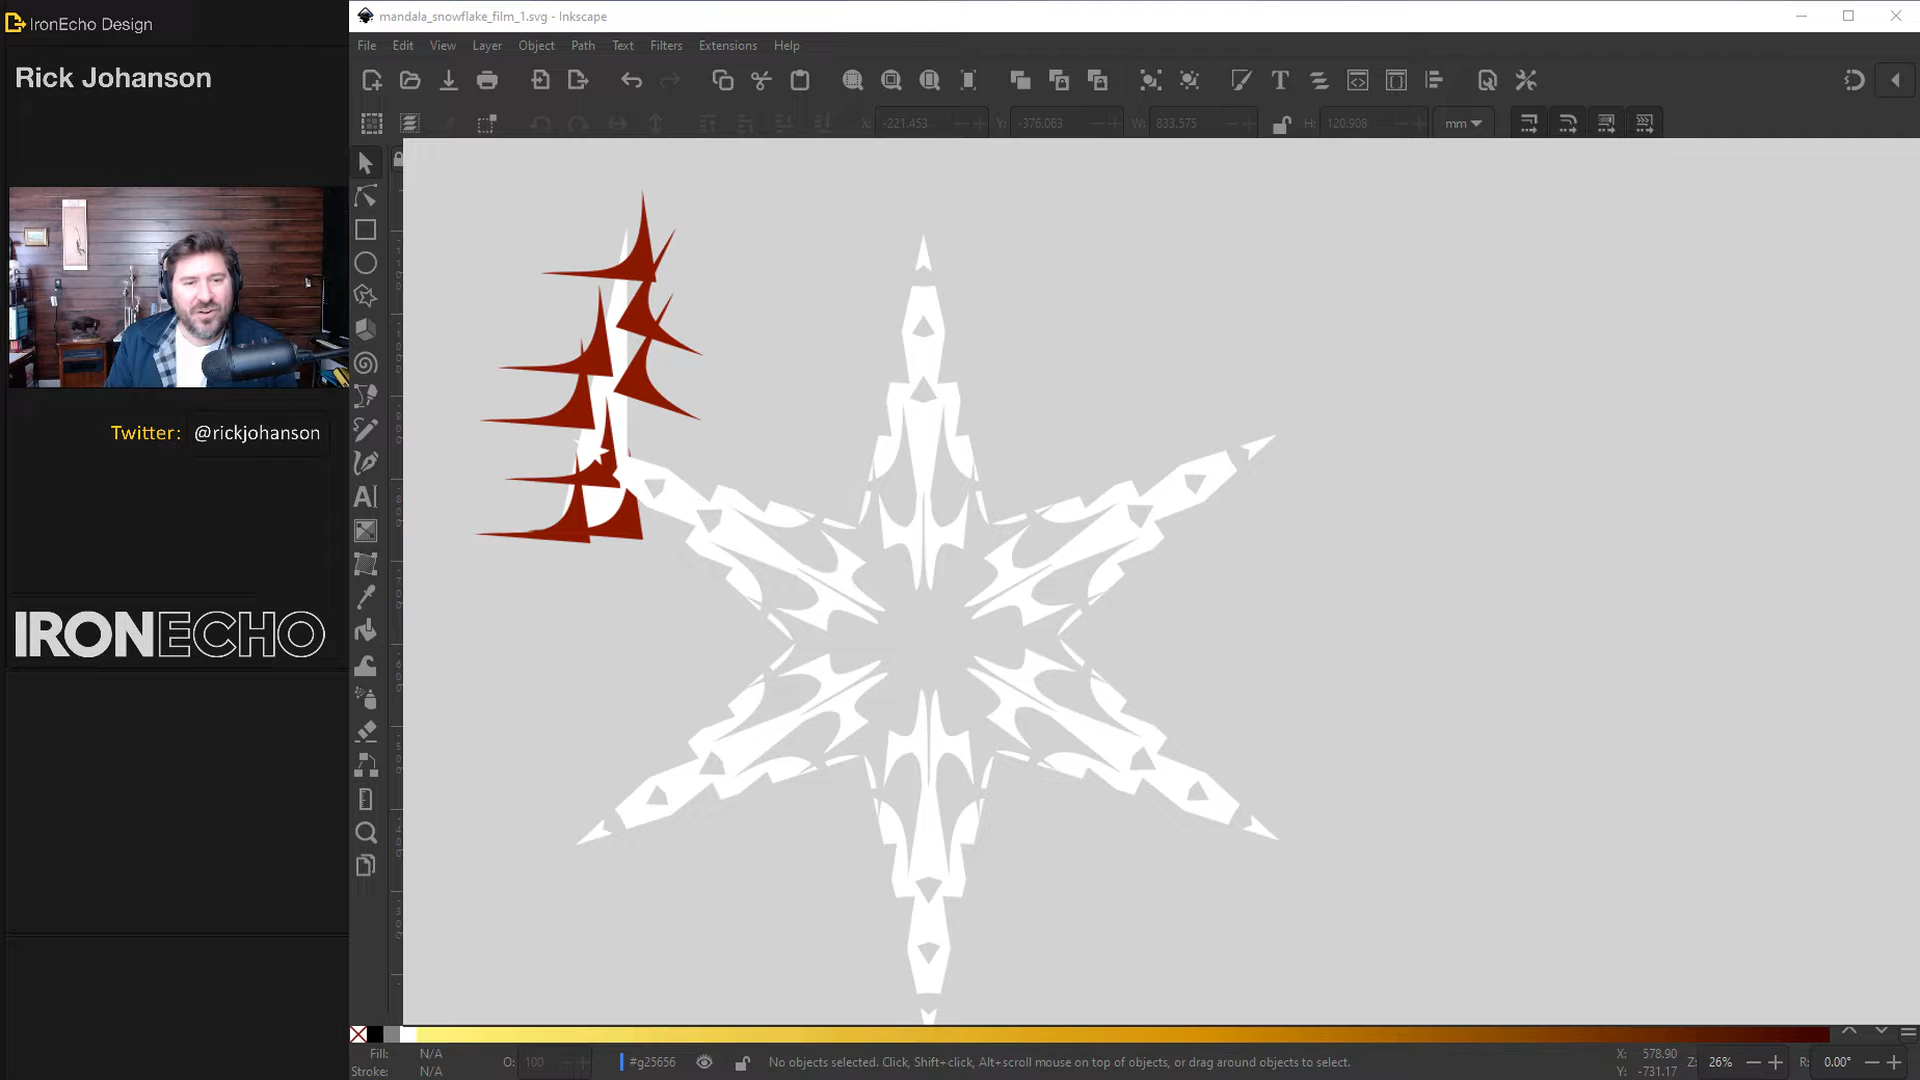 IronEcho Design
Rick Johanson
Twitter: @rickjohanson
IRONECHO
mandala_snowflake_film_1.svg - Inkscape
File Edit View Layer Object Path Text Filters Extensions Help
X: -221.453 Y: -376.063 W: 833.575 H: 120.908 mm
Fill: N/A
Stroke: N/A
O: 100
#g25656
No objects selected. Click, Shift+click, Alt+scroll mouse on top of objects, or drag around objects to select.
X: 578.90
Y: -731.17
Z: 26%
R: 0.00°